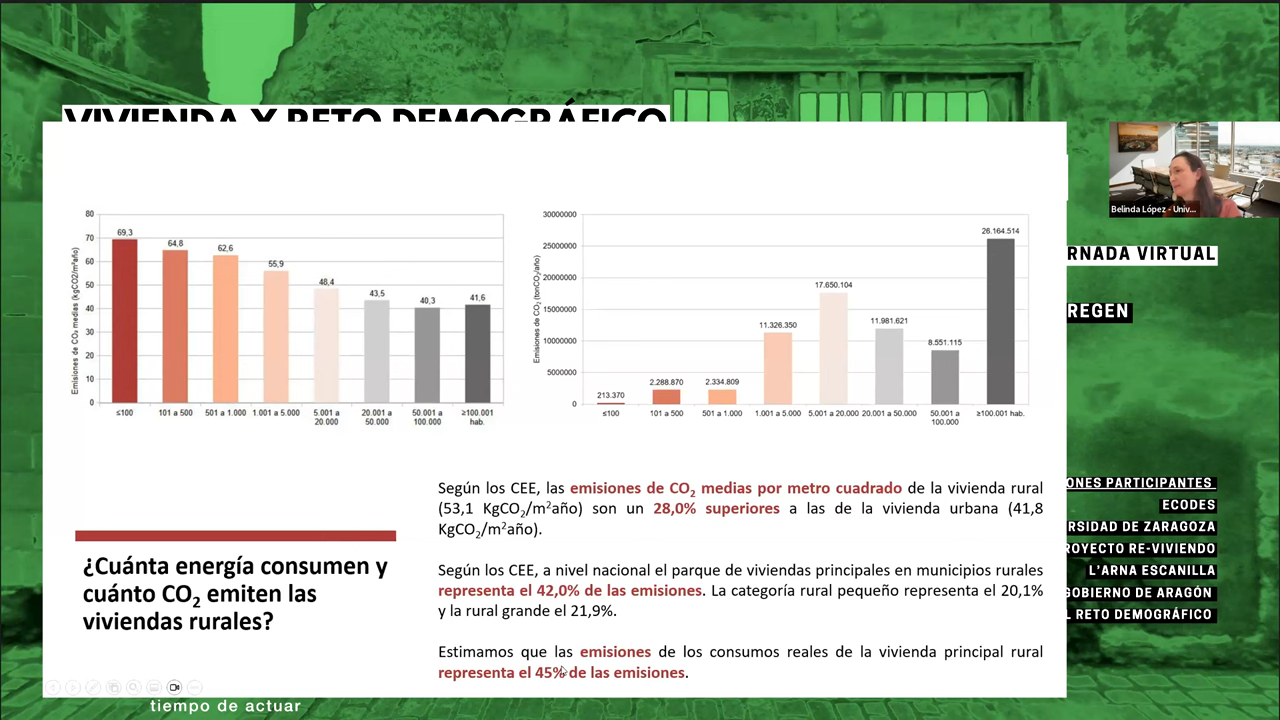 VIVIENDA Y RETO DEMOGRÁFICO
Belinda López - Univ...
RNADA VIRTUAL
REGEN
ONES PARTICIPANTES
ECODES
RSIDAD DE ZARAGOZA
ROYECTO RE-VIVIENDO
L'ARNA ESCANILLA
GOBIERNO DE ARAGÓN
L RETO DEMOGRÁFICO
Emisiones de CO₂ medias (kgCO2/m²año)
80
70
60
50
40
30
20
10
0
69,3
64,8
62,6
55,9
48,4
43,5
40,3
41,6
≤100
101 a 500
501 a 1.000
1.001 a 5.000
5.001 a 20.000
20.001 a 50.000
50.001 a 100.000
≥100.001 hab.
Emisiones de CO₂ (tonCO₂/año)
30000000
25000000
20000000
15000000
10000000
5000000
0
213.370
2.288.870
2.334.809
11.326.350
17.650.104
11.981.621
8.551.115
26.164.514
≤100
101 a 500
501 a 1.000
1.001 a 5.000
5.001 a 20.000
20.001 a 50.000
50.001 a 100.000
≥100.001 hab.
¿Cuánta energía consumen y
cuánto CO₂ emiten las
viviendas rurales?
Según los CEE, las emisiones de CO₂ medias por metro cuadrado de la vivienda rural
(53,1 KgCO₂/m²año) son un 28,0% superiores a las de la vivienda urbana (41,8
KgCO₂/m²año).
Según los CEE, a nivel nacional el parque de viviendas principales en municipios rurales
representa el 42,0% de las emisiones. La categoría rural pequeño representa el 20,1%
y la rural grande el 21,9%.
Estimamos que las emisiones de los consumos reales de la vivienda principal rural
representa el 45% de las emisiones.
tiempo de actuar